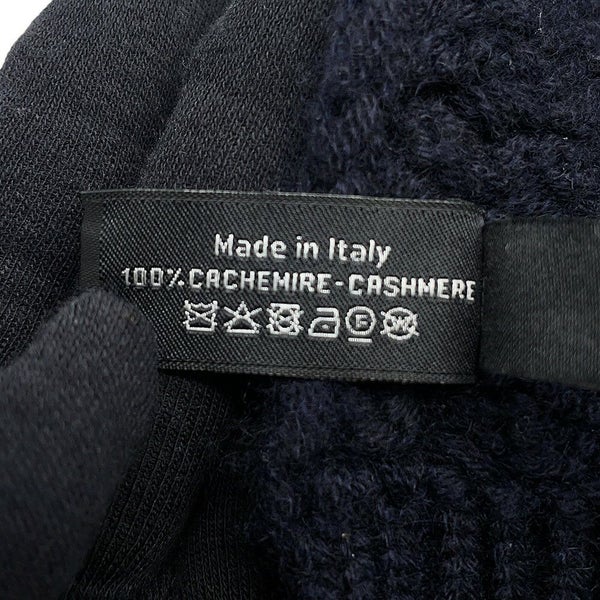 Made in Italy
100% CACHEMIRE - CASHMERE
F W